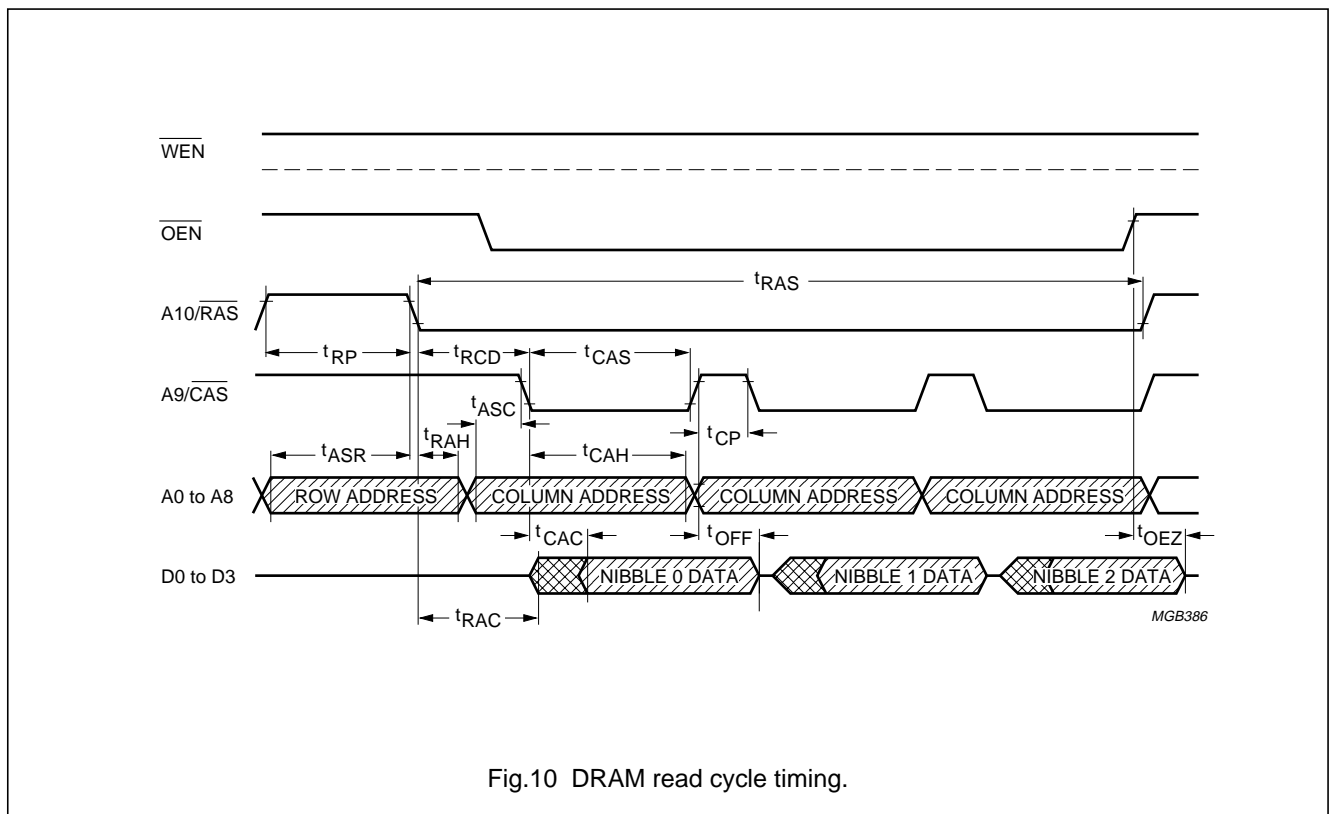 WEN
OEN
tRAS
A10/RAS
tRP
tRCD
tCAS
A9/CAS
tASC
tRAH
tCP
tASR
tCAH
A0 to A8
ROW ADDRESS
COLUMN ADDRESS
COLUMN ADDRESS
COLUMN ADDRESS
tCAC
tOFF
tOEZ
D0 to D3
NIBBLE 0 DATA
NIBBLE 1 DATA
NIBBLE 2 DATA
tRAC
MGB386
Fig.10 DRAM read cycle timing.